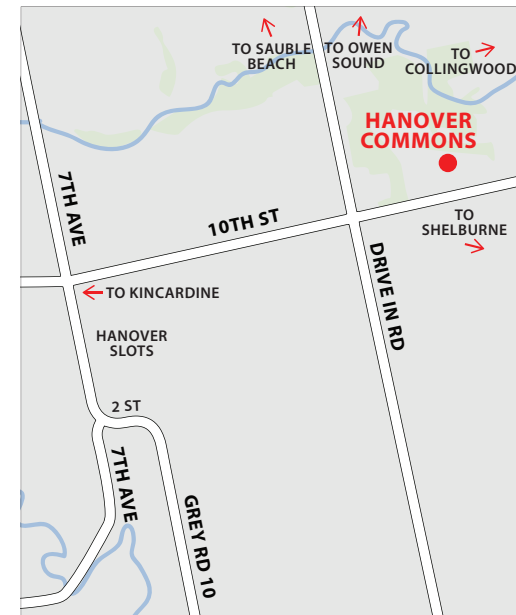 TO SAUBLE
BEACH
TO OWEN
SOUND
TO
COLLINGWOOD
HANOVER
COMMONS
7TH AVE
10TH ST
TO
SHELBURNE
DRIVE IN RD
TO KINCARDINE
HANOVER
SLOTS
2 ST
7TH AVE
GREY RD 10